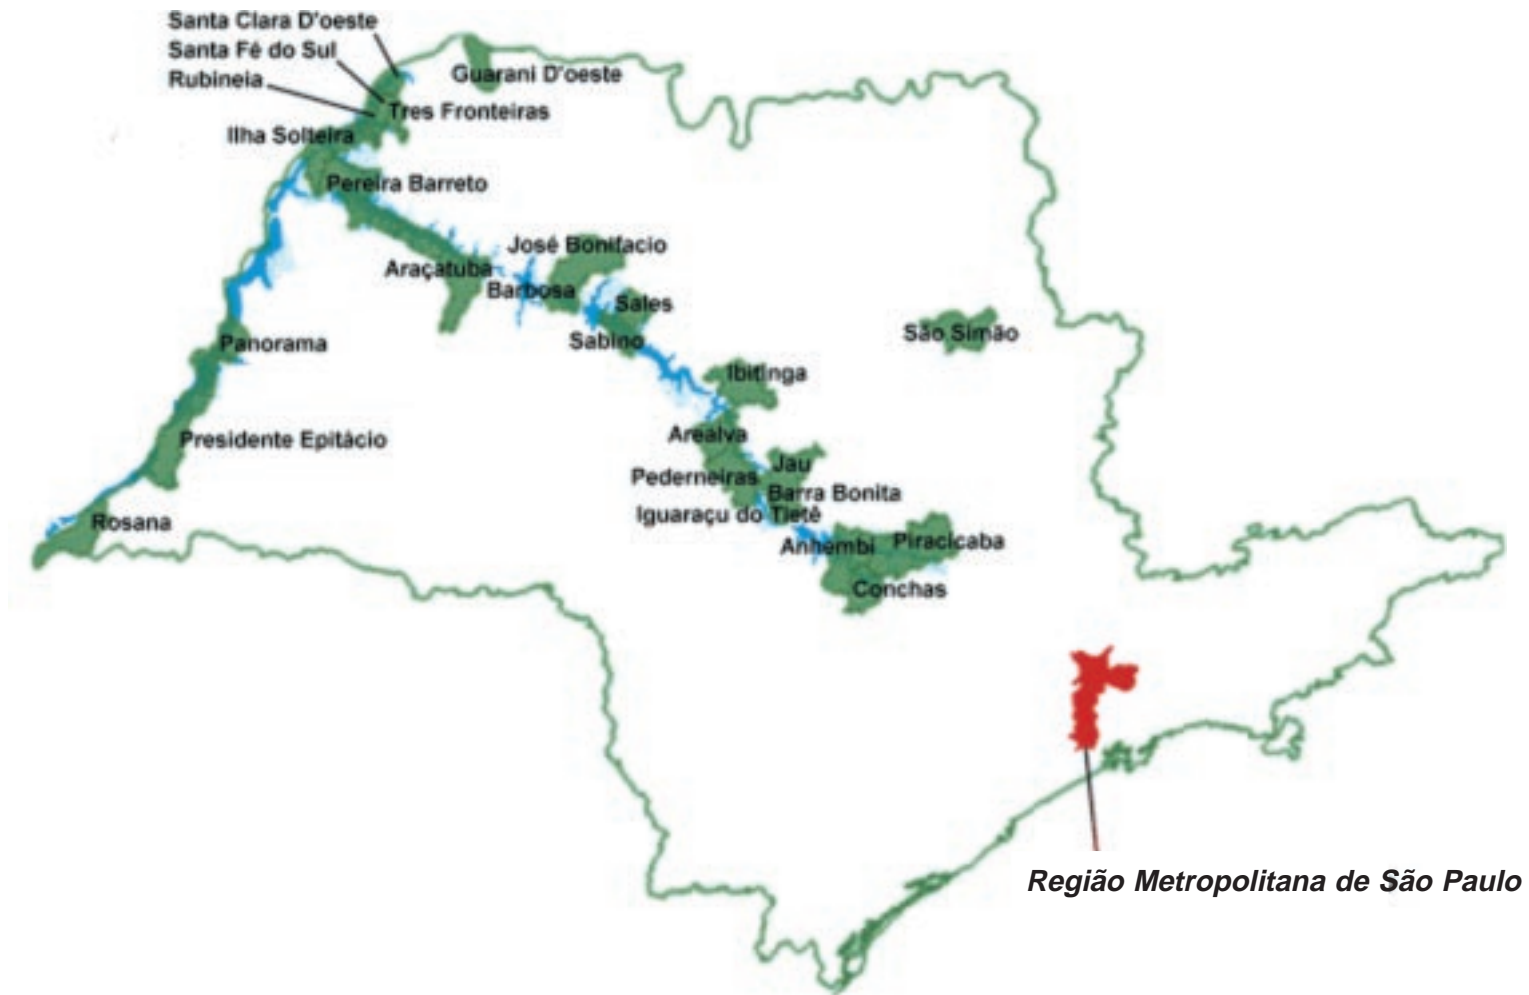 Santa Clara D'oeste
Santa Fé do Sul
Rubineia
Guarani D'oeste
Tres Fronteiras
Ilha Solteira
Pereira Barreto
José Bonifacio
Araçatuba
Barbosa
Sales
São Simão
Sabino
Panorama
Ibitinga
Arealva
Presidente Epitácio
Jau
Pederneiras
Barra Bonita
Iguaraçu do Tietê
Rosana
Anhembi
Piracicaba
Conchas
Região Metropolitana de São Paulo